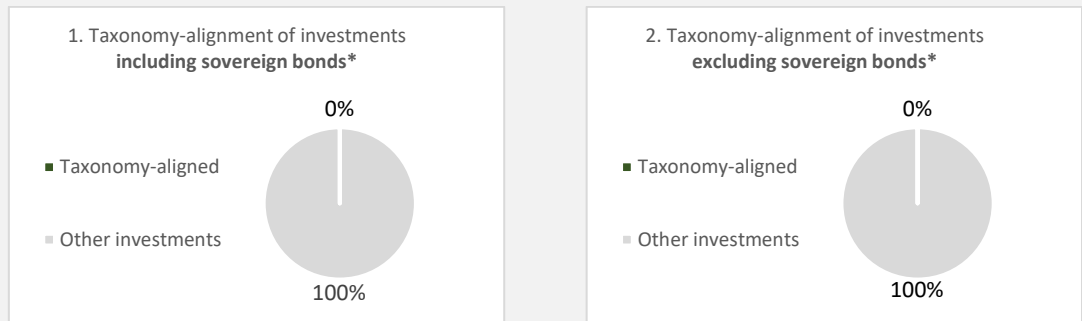 1. Taxonomy-alignment of investments
including sovereign bonds*
0%
Taxonomy-aligned
Other investments
100%
2. Taxonomy-alignment of investments
excluding sovereign bonds*
0%
Taxonomy-aligned
Other investments
100%